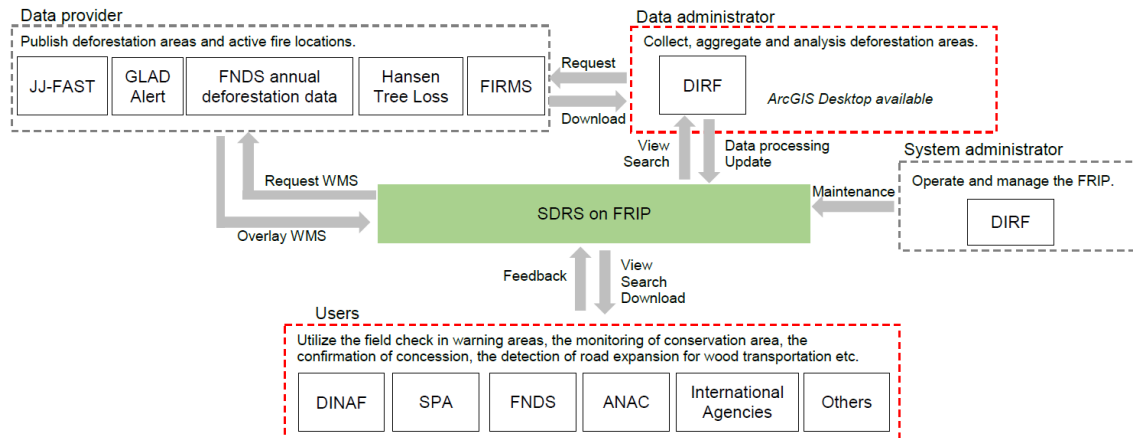 Data provider
Publish deforestation areas and active fire locations.
JJ-FAST
GLAD
Alert
FNDS annual
deforestation data
Hansen
Tree Loss
FIRMS
Request
Download
Data administrator
Collect, aggregate and analysis deforestation areas.
DIRF
ArcGIS Desktop available
View
Search
Data processing
Update
System administrator
Operate and manage the FRIP.
DIRF
Maintenance
Request WMS
Overlay WMS
SDRS on FRIP
Feedback
View
Search
Download
Users
Utilize the field check in warning areas, the monitoring of conservation area, the
confirmation of concession, the detection of road expansion for wood transportation etc.
DINAF
SPA
FNDS
ANAC
International
Agencies
Others